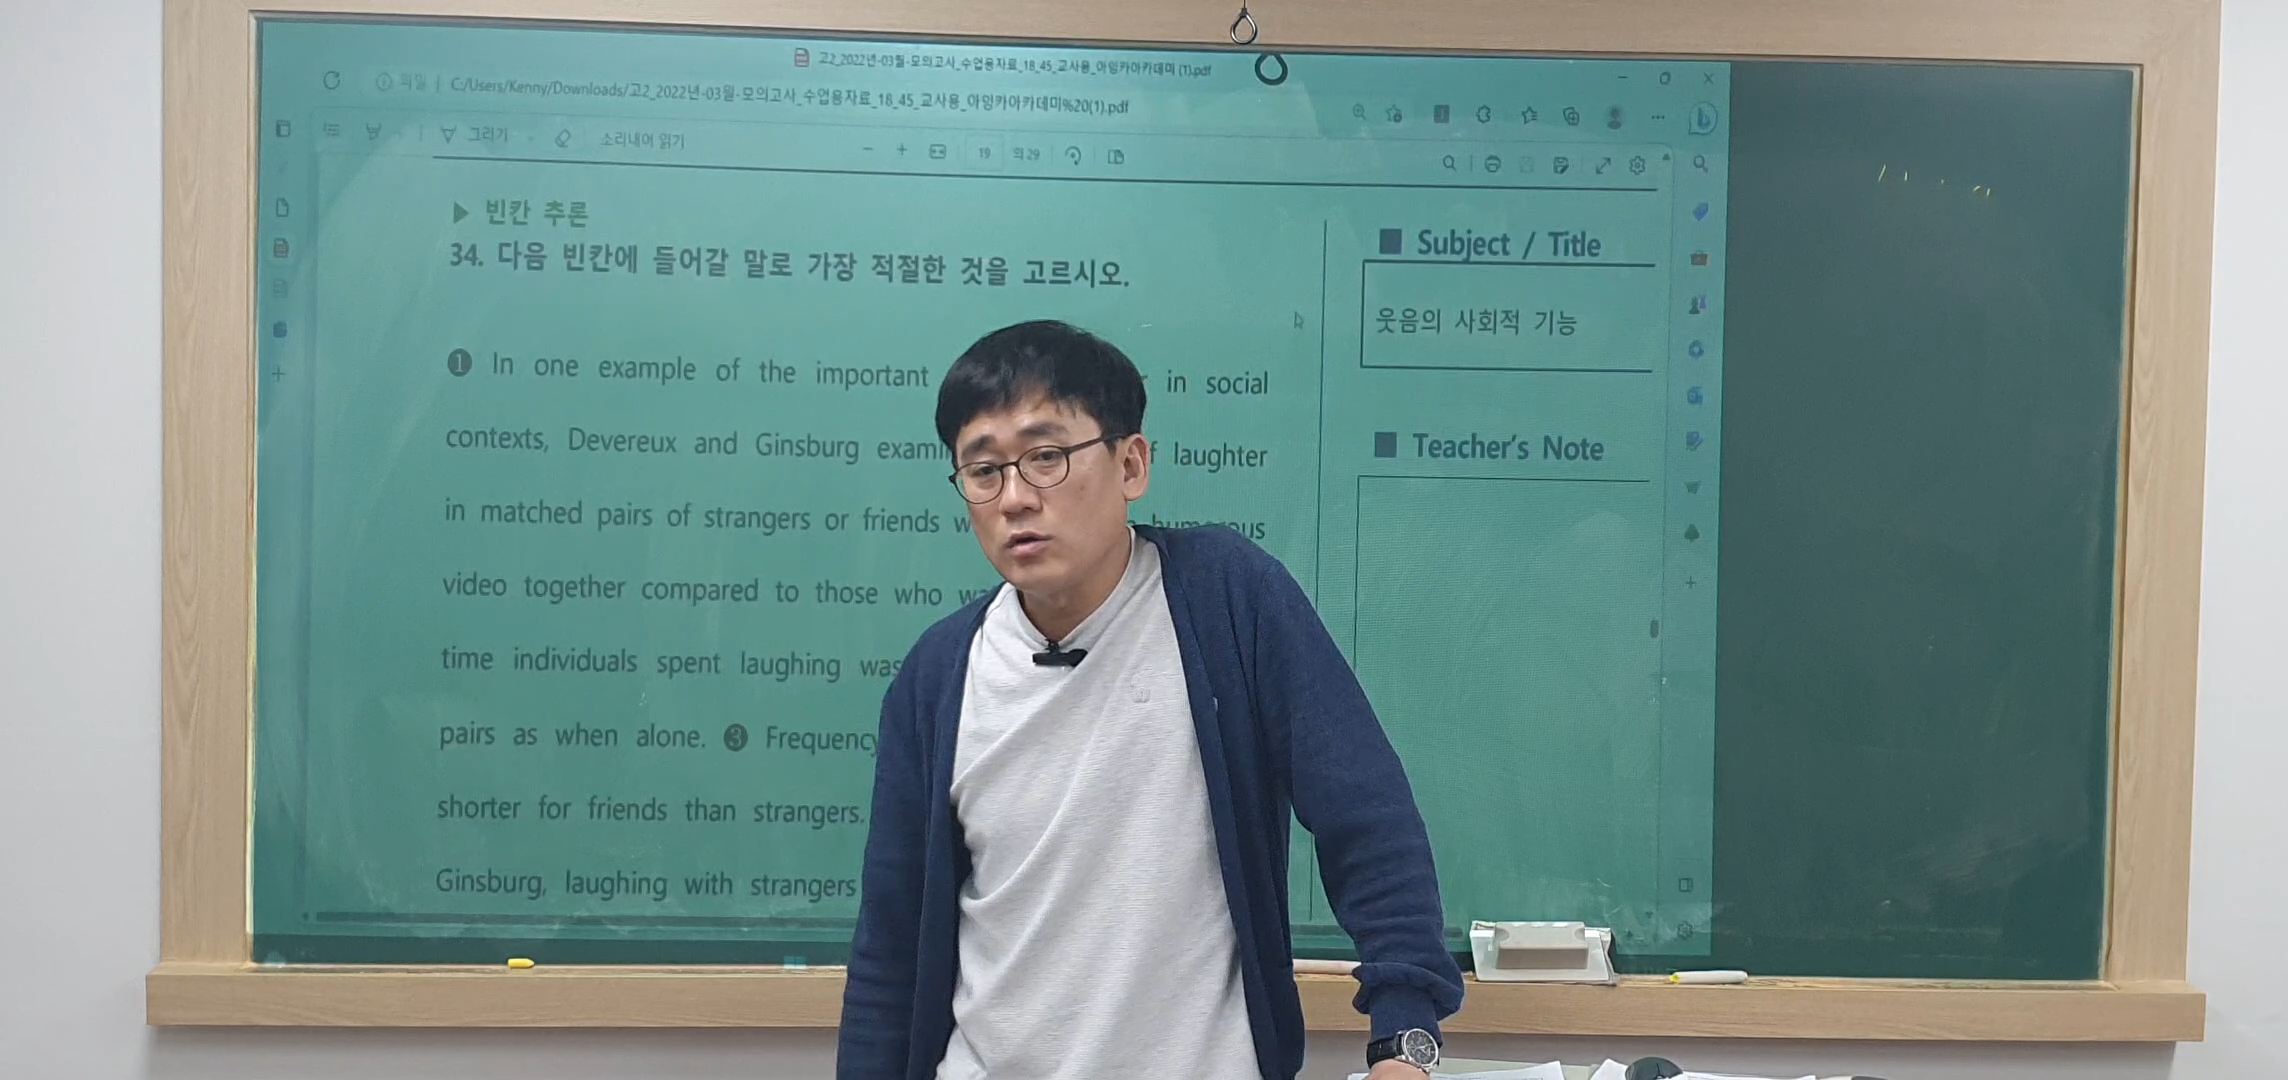 고2_2022년-03월-모의고사_수업용자료_18_45_교사용_아잉카아카데미 (1).pdf
파일 | C:/Users/Kenny/Downloads/고2_2022년-03월-모의고사_수업용자료_18_45_교사용_아잉카아카데미%20(1).pdf
그리기 소리내어 읽기 19 의 29
▶ 빈칸 추론
34. 다음 빈칸에 들어갈 말로 가장 적절한 것을 고르시오.
❶ In one example of the important in social
contexts, Devereux and Ginsburg laughter
in matched pairs of strangers or friends
video together compared to those who
time individuals spent laughing was
pairs as when alone. ❸ Frequency
shorter for friends than strangers.
Ginsburg, laughing with strangers
■ Subject / Title
웃음의 사회적 기능
■ Teacher's Note